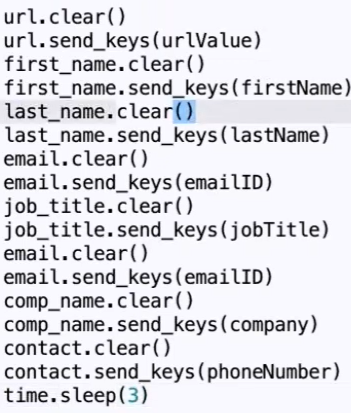 url.clear()
url.send_keys(urlValue)
first_name.clear()
first_name.send_keys(firstName)
last_name.clear()
last_name.send_keys(lastName)
email.clear()
email.send_keys(emailID)
job_title.clear()
job_title.send_keys(jobTitle)
email.clear()
email.send_keys(emailID)
comp_name.clear()
comp_name.send_keys(company)
contact.clear()
contact.send_keys(phoneNumber)
time.sleep(3)